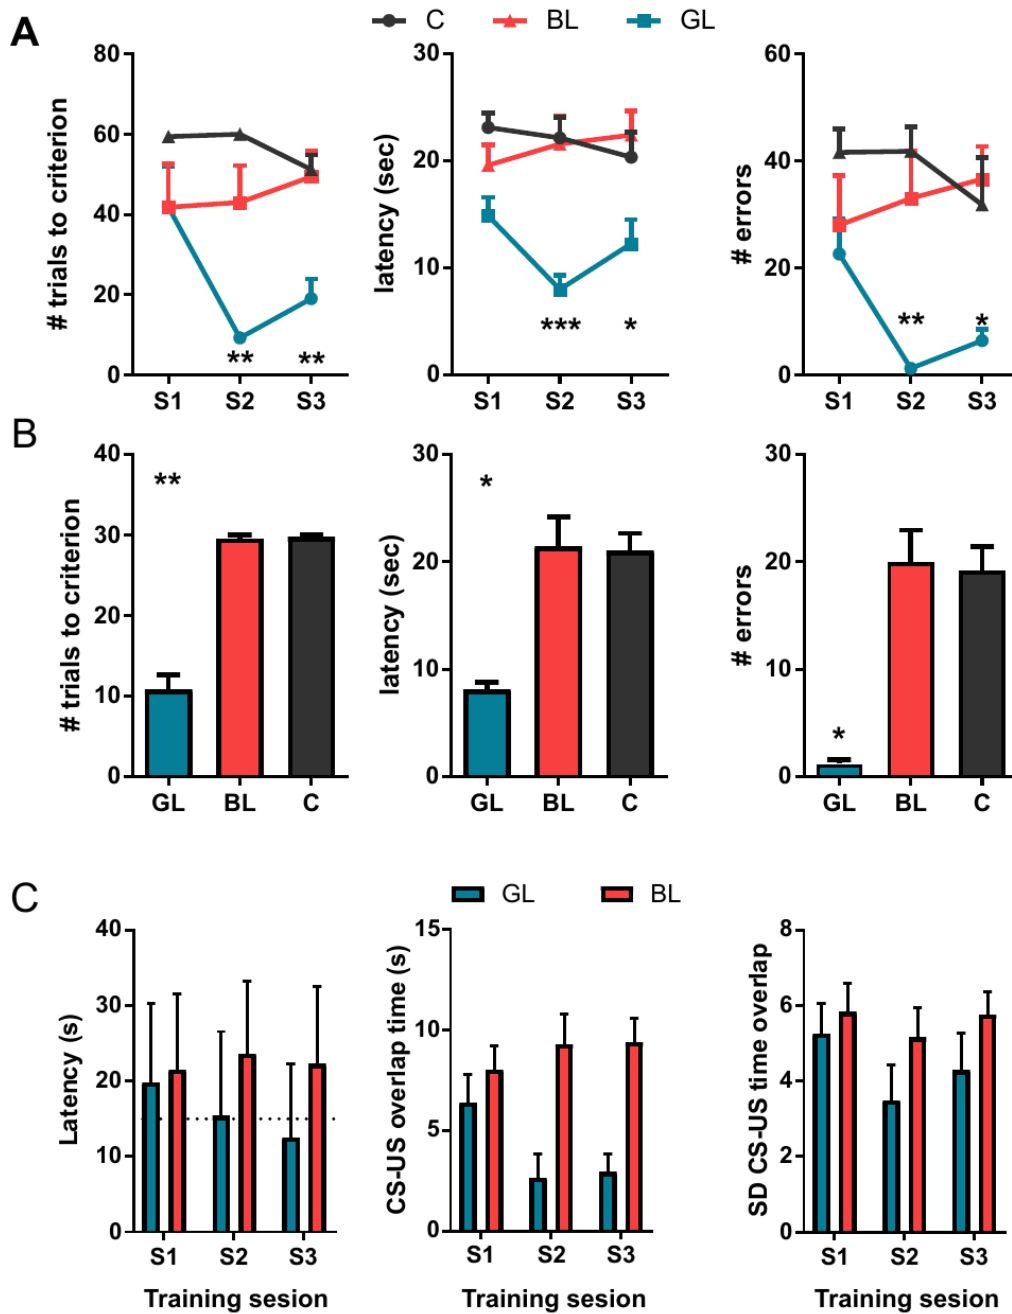 A
C BL GL
# trials to criterion
80
60
40
20
0
S1 S2 S3
** **
latency (sec)
30
20
10
0
S1 S2 S3
*** *
# errors
60
40
20
0
S1 S2 S3
** *
B
# trials to criterion
40
30
20
10
0
GL BL C
**
latency (sec)
30
20
10
0
GL BL C
*
# errors
30
20
10
0
GL BL C
*
C
GL BL
Latency (s)
40
30
20
10
0
S1 S2 S3
Training sesion
CS-US overlap time (s)
15
10
5
0
S1 S2 S3
Training sesion
SD CS-US time overlap
8
6
4
2
0
S1 S2 S3
Training sesion